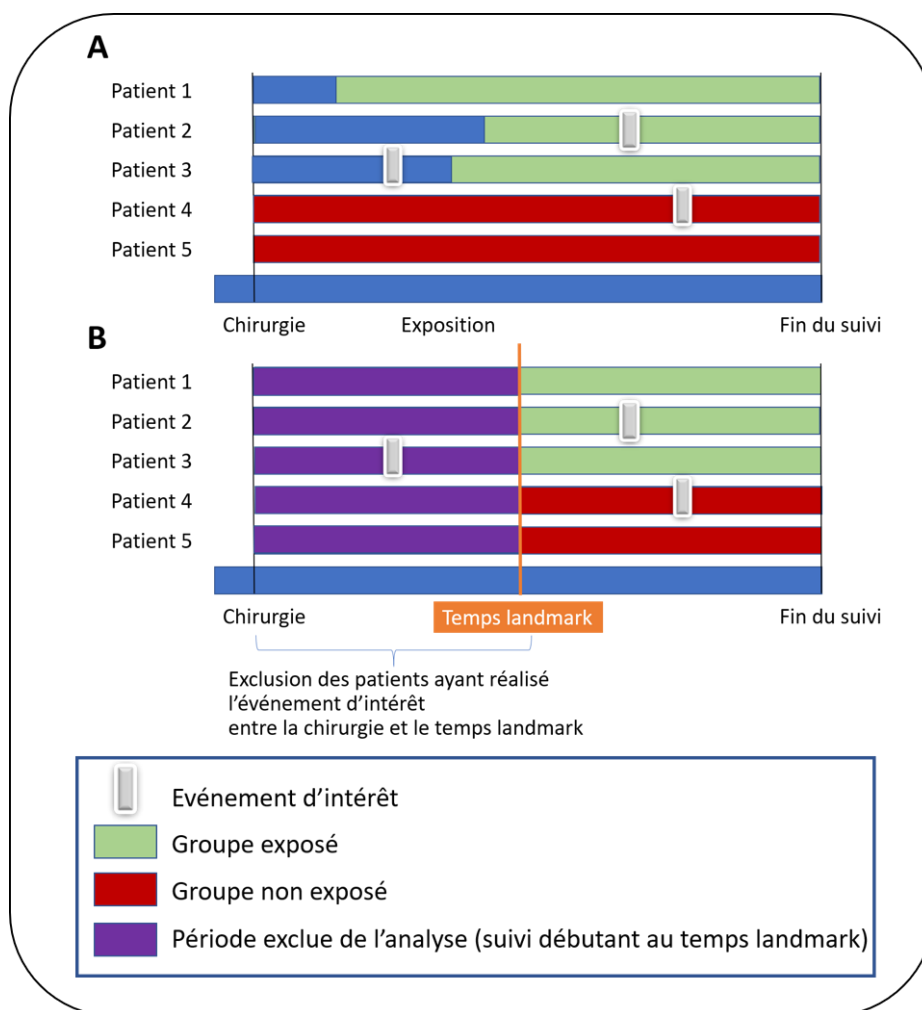 A
Patient 1
Patient 2
Patient 3
Patient 4
Patient 5
Chirurgie Exposition Fin du suivi
B
Patient 1
Patient 2
Patient 3
Patient 4
Patient 5
Chirurgie Temps landmark Fin du suivi
Exclusion des patients ayant réalisé
l’événement d’intérêt
entre la chirurgie et le temps landmark
Evénement d’intérêt
Groupe exposé
Groupe non exposé
Période exclue de l’analyse (suivi débutant au temps landmark)